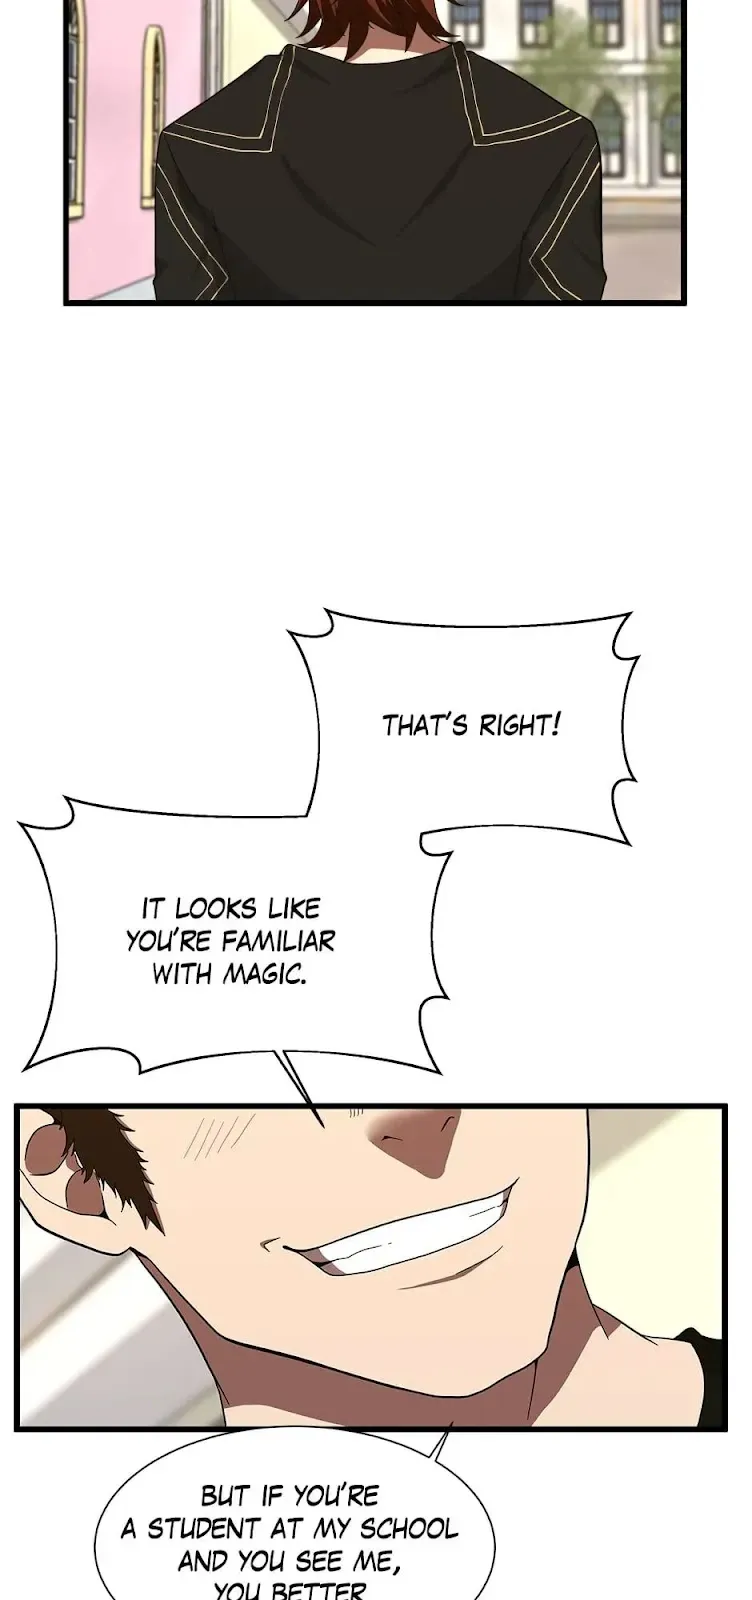 THAT'S RIGHT!
IT LOOKS LIKE
YOU'RE FAMILIAR
WITH MAGIC.
BUT IF YOU'RE
A STUDENT AT MY SCHOOL
AND YOU SEE ME,
YOU BETTER